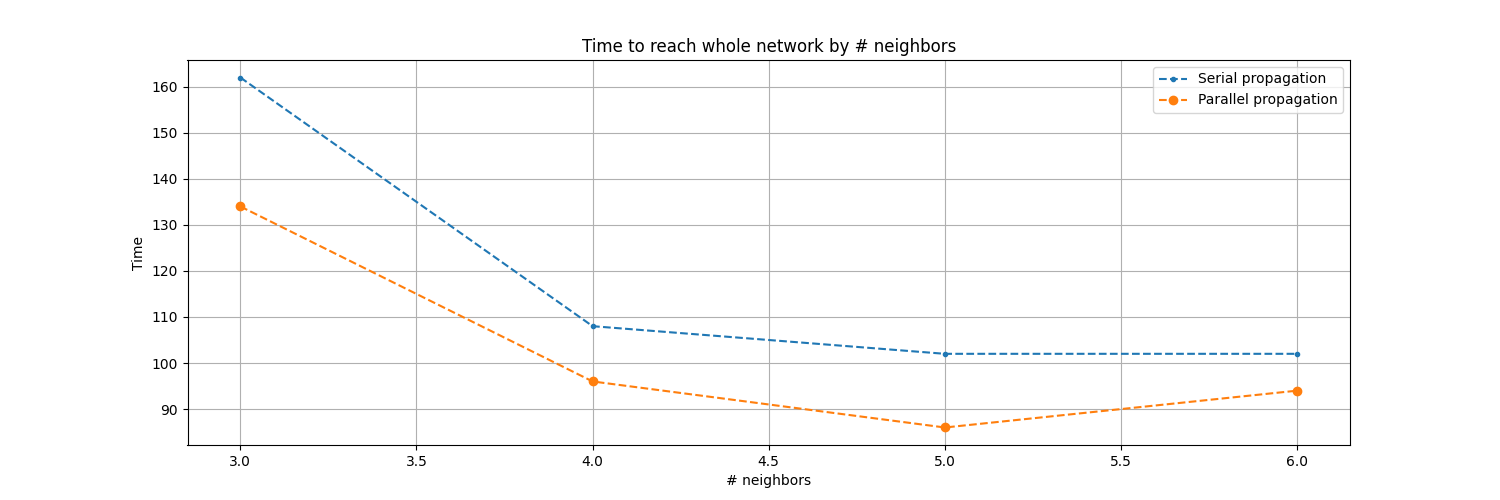 Time to reach whole network by # neighbors
Serial propagation
Parallel propagation
160
150
140
130
120
110
100
90
Time
3.0 3.5 4.0 4.5 5.0 5.5 6.0
# neighbors